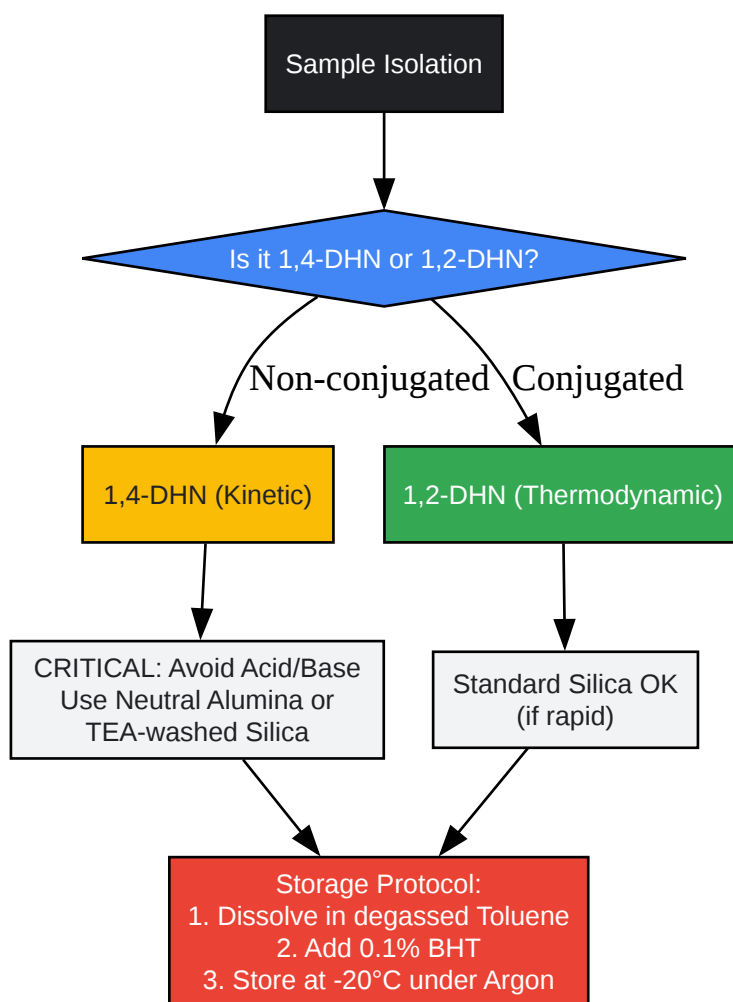 Sample Isolation
Is it 1,4-DHN or 1,2-DHN?
Non-conjugated
Conjugated
1,4-DHN (Kinetic)
1,2-DHN (Thermodynamic)
CRITICAL: Avoid Acid/Base
Use Neutral Alumina or
TEA-washed Silica
Standard Silica OK
(if rapid)
Storage Protocol:
1. Dissolve in degassed Toluene
2. Add 0.1% BHT
3. Store at -20°C under Argon